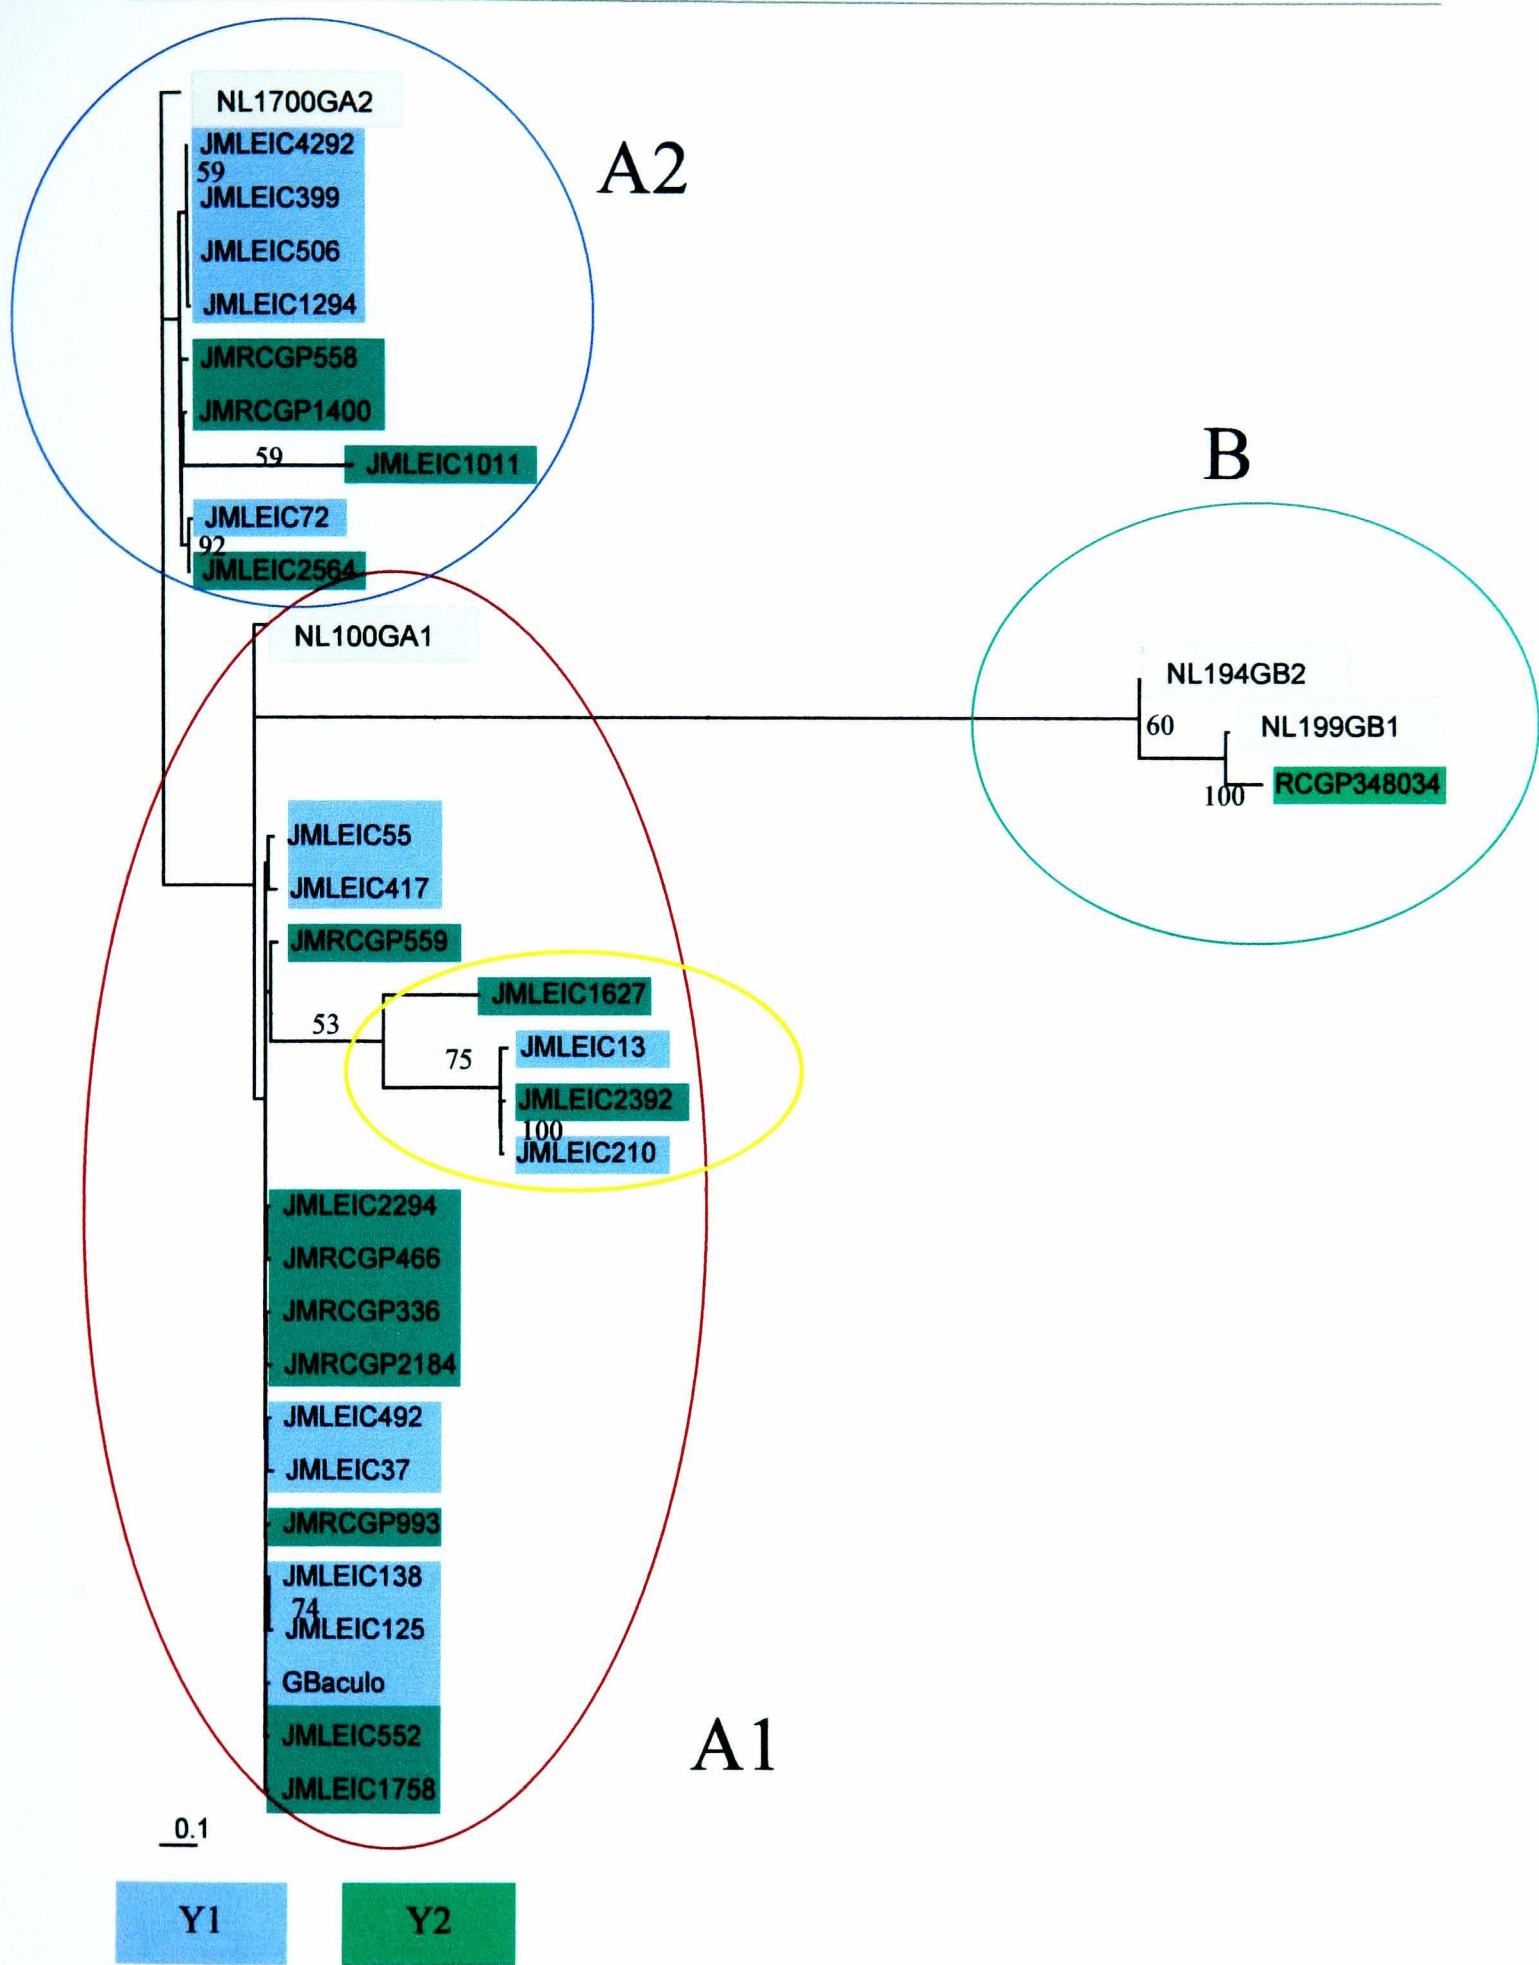 NL1700GA2
JMLEIC4292
59
A2
JMLEIC399
JMLEIC506
JMLEIC1294
JMRCGP558
JMRCGP1400
59
JMLEIC1011
B
JMLEIC72
92
JMLEIC2564
NL100GA1
NL194GB2
60
NL199GB1
RCGP348034
100
JMLEIC55
JMLEIC417
JMRCGP559
JMLEIC1627
53
JMLEIC13
75
JMLEIC2392
100
JMLEIC210
JMLEIC2294
JMRCGP466
JMRCGP336
JMRCGP2184
JMLEIC492
JMLEIC37
JMRCGP993
JMLEIC138
74
JMLEIC125
GBaculo
JMLEIC552
A1
JMLEIC1758
0.1
Y1
Y2